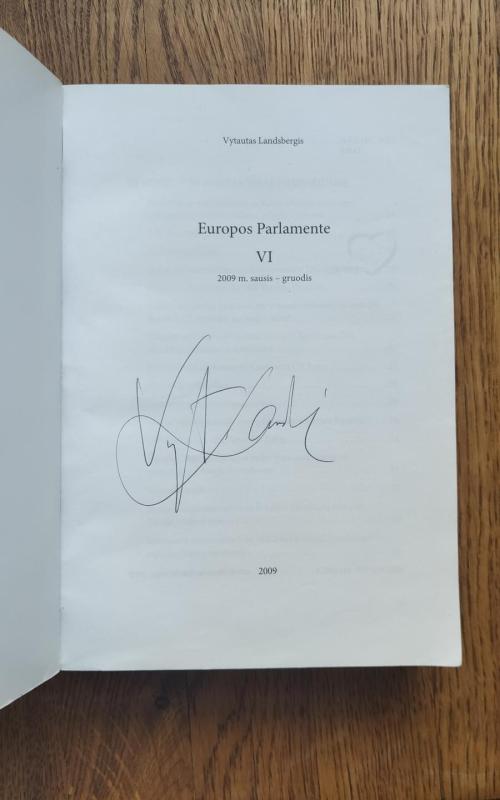 Vytautas Landsbergis
Europos Parlamente
VI
2009 m. sausis – gruodis
2009